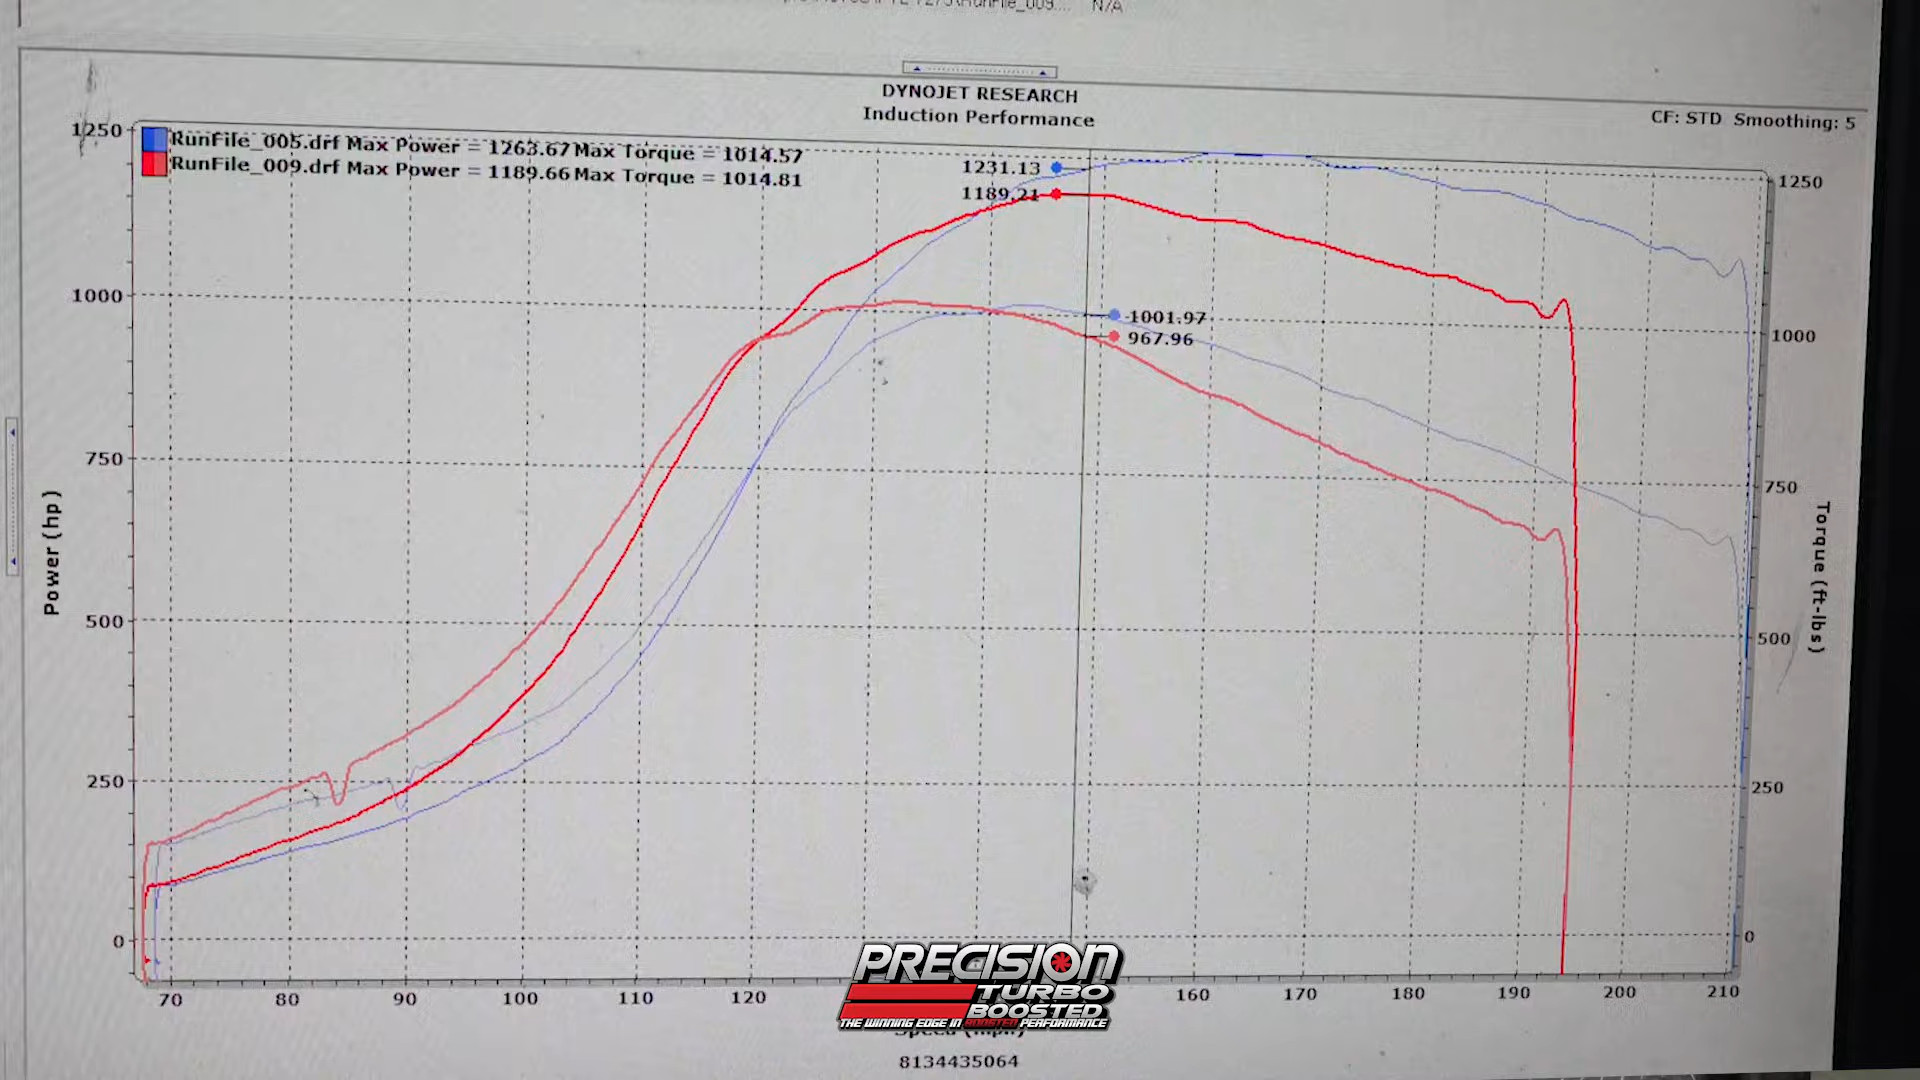 RunFile_009.... N/A
DYNOJET RESEARCH
Induction Performance
CF: STD Smoothing: 5
RunFile_005.drf Max Power = 1263.67 Max Torque = 1014.57
RunFile_009.drf Max Power = 1189.66 Max Torque = 1014.81
1231.13
1189.21
1001.97
967.96
1250
1000
750
500
250
0
Power (hp)
1250
1000
750
500
250
0
Torque (ft-lbs)
70 80 90 100 110 120 160 170 180 190 200 210
PRECISION
TURBO
BOOSTED
THE WINNING EDGE IN BOOSTED PERFORMANCE
Speed (mph)
8134435064